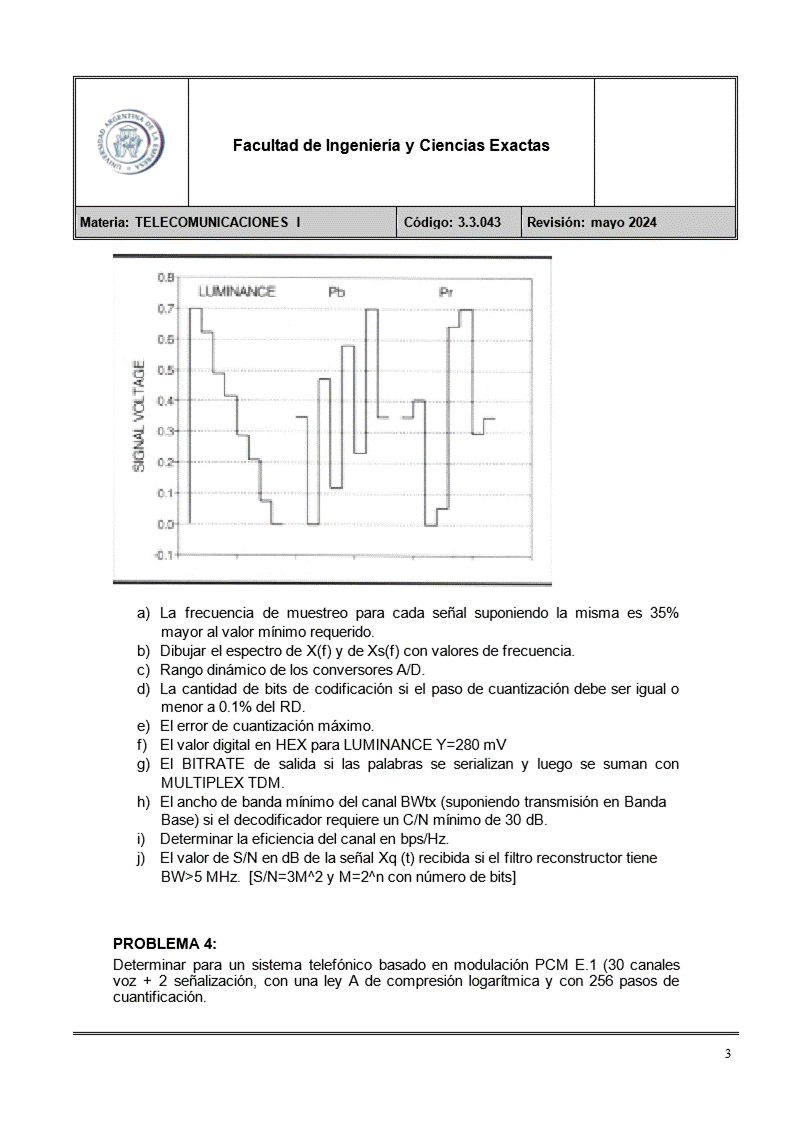 UNIVERSIDAD ARGENTINA DE LA EMPRESA
Facultad de Ingeniería y Ciencias Exactas
Materia: TELECOMUNICACIONES I
Código: 3.3.043
Revisión: mayo 2024
LUMINANCE
Pb
Pr
SIGNAL VOLTAGE
0.8
0.7
0.6
0.5
0.4
0.3
0.2
0.1
0.0
-0.1
a) La frecuencia de muestreo para cada señal suponiendo la misma es 35%
mayor al valor mínimo requerido.
b) Dibujar el espectro de X(f) y de Xs(f) con valores de frecuencia.
c) Rango dinámico de los conversores A/D.
d) La cantidad de bits de codificación si el paso de cuantización debe ser igual o
menor a 0.1% del RD.
e) El error de cuantización máximo.
f) El valor digital en HEX para LUMINANCE Y=280 mV
g) El BITRATE de salida si las palabras se serializan y luego se suman con
MULTIPLEX TDM.
h) El ancho de banda mínimo del canal BWtx (suponiendo transmisión en Banda
Base) si el decodificador requiere un C/N mínimo de 30 dB.
i) Determinar la eficiencia del canal en bps/Hz.
j) El valor de S/N en dB de la señal Xq (t) recibida si el filtro reconstructor tiene
BW>5 MHz. [S/N=3M^2 y M=2^n con número de bits]
PROBLEMA 4:
Determinar para un sistema telefónico basado en modulación PCM E.1 (30 canales
voz + 2 señalización, con una ley A de compresión logarítmica y con 256 pasos de
cuantificación.
3